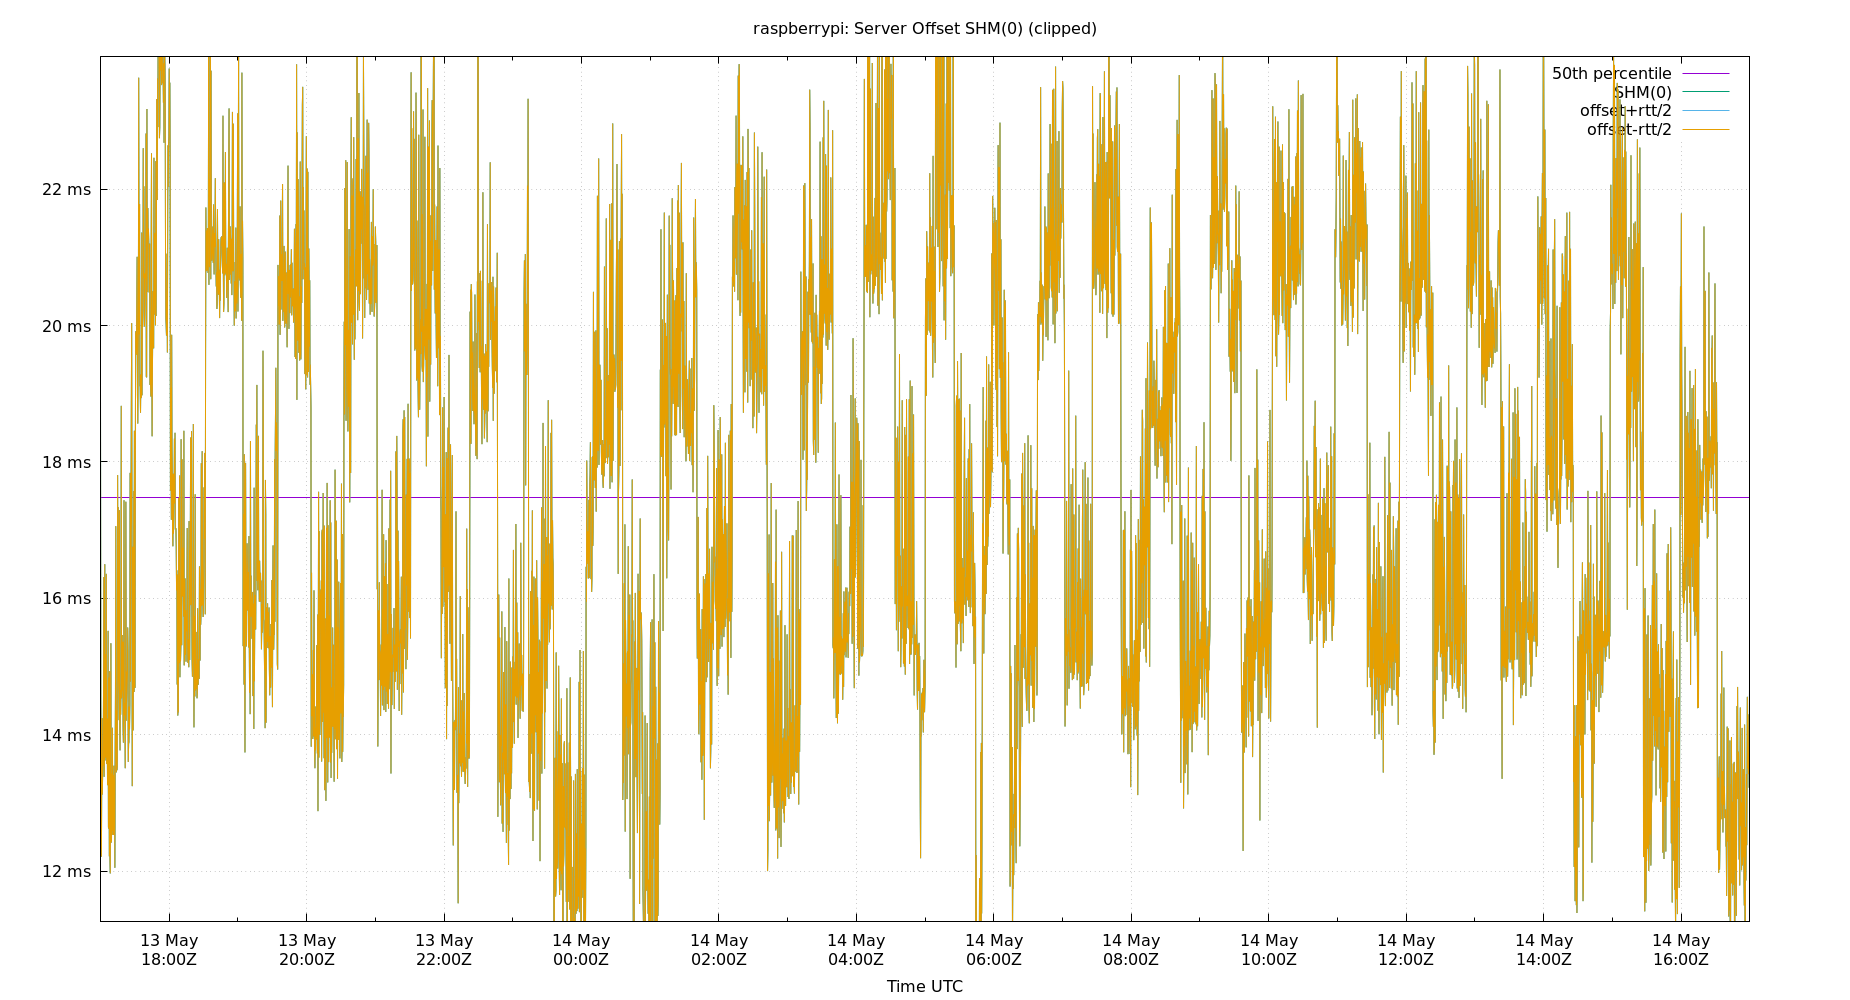 raspberrypi: Server Offset SHM(0) (clipped)
50th percentile
SHM(0)
offset+rtt/2
offset-rtt/2
22 ms
20 ms
18 ms
16 ms
14 ms
12 ms
13 May 13 May 13 May 14 May 14 May 14 May 14 May 14 May 14 May 14 May 14 May 14 May
18:00Z 20:00Z 22:00Z 00:00Z 02:00Z 04:00Z 06:00Z 08:00Z 10:00Z 12:00Z 14:00Z 16:00Z
Time UTC